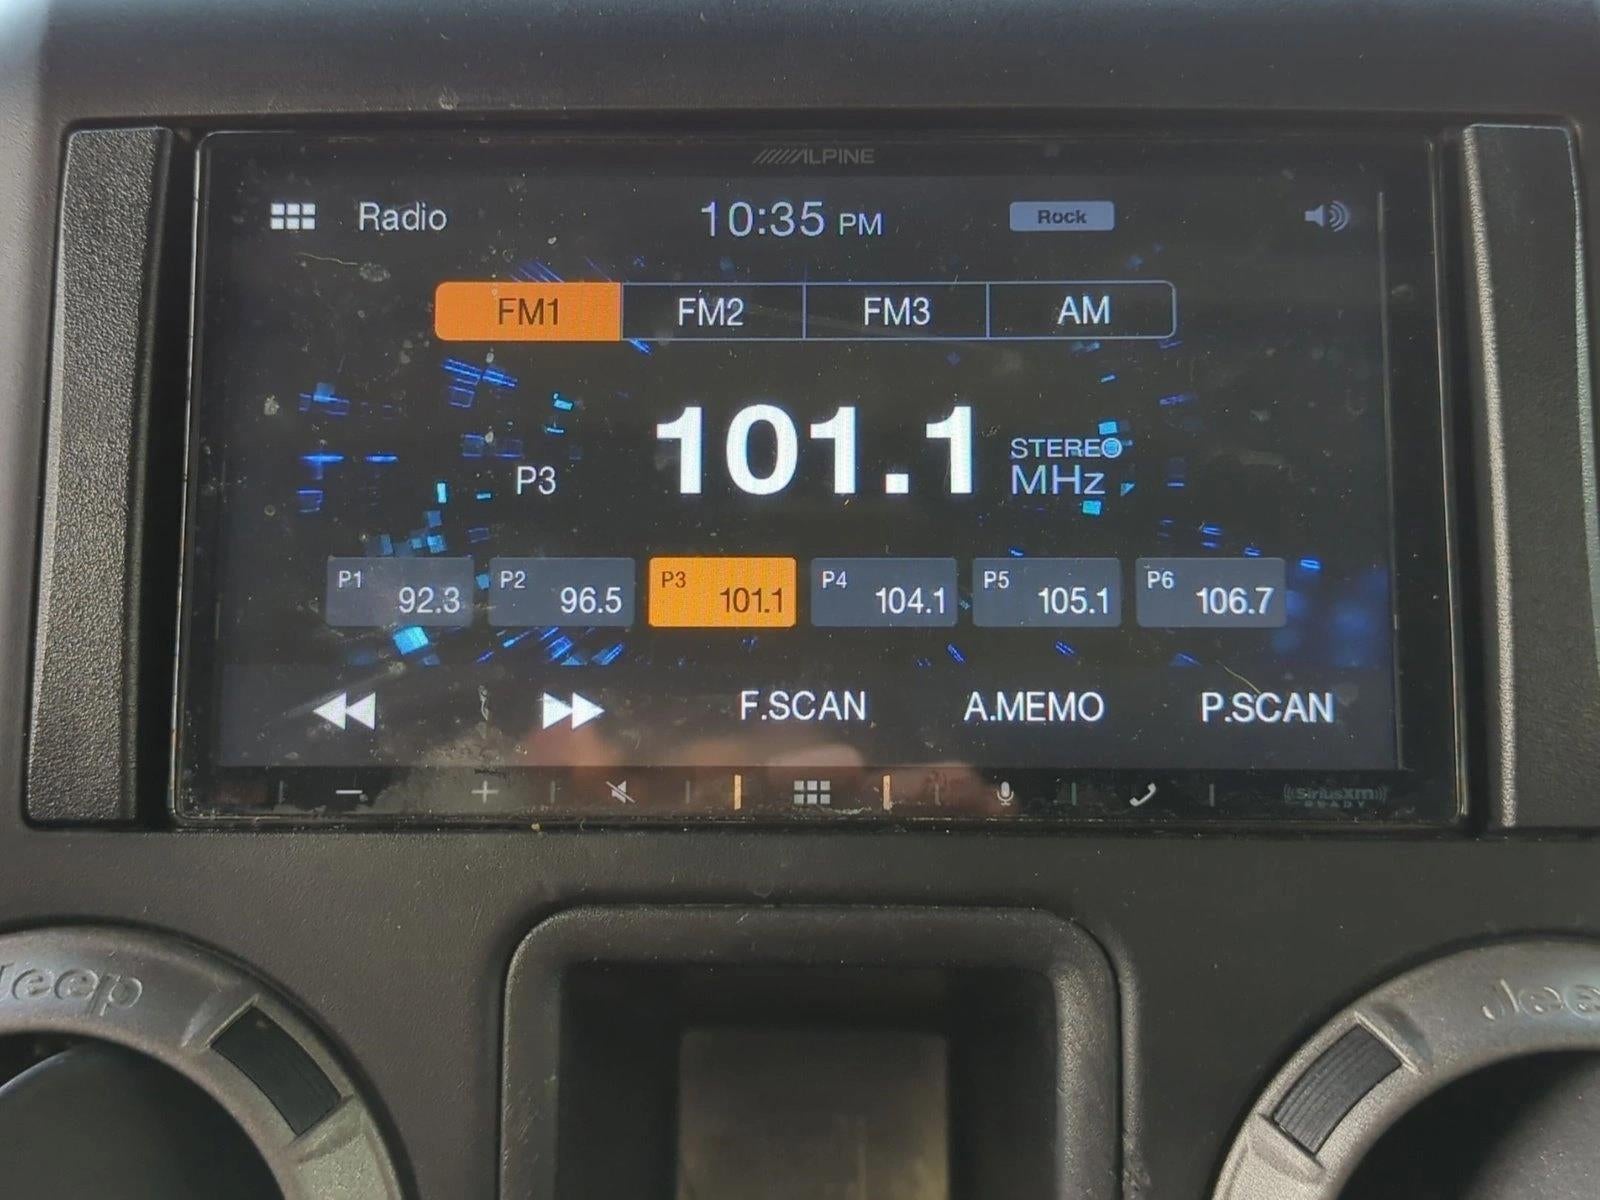 ALPINE
Radio 10:35 PM Rock
FM1 FM2 FM3 AM
P3 101.1 STEREO MHz
P1 92.3 P2 96.5 P3 101.1 P4 104.1 P5 105.1 P6 106.7
F.SCAN A.MEMO P.SCAN
((SiriusXM))
READY
Jeep Jeep